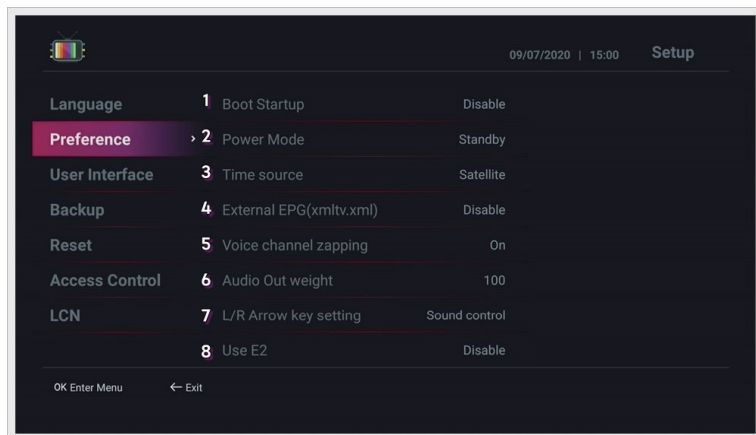 09/07/2020 | 15:00 Setup
Language 1 Boot Startup Disable
Preference › 2 Power Mode Standby
User Interface 3 Time source Satellite
Backup 4 External EPG(xmltv.xml) Disable
Reset 5 Voice channel zapping On
Access Control 6 Audio Out weight 100
LCN 7 L/R Arrow key setting Sound control
8 Use E2 Disable
OK Enter Menu ← Exit